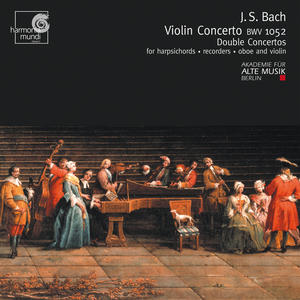 harmonia
mundi
J. S. Bach
Violin Concerto BWV 1052
Double Concertos
for harpsichords • recorders • oboe and violin
AKADEMIE FÜR
ALTE MUSIK
BERLIN